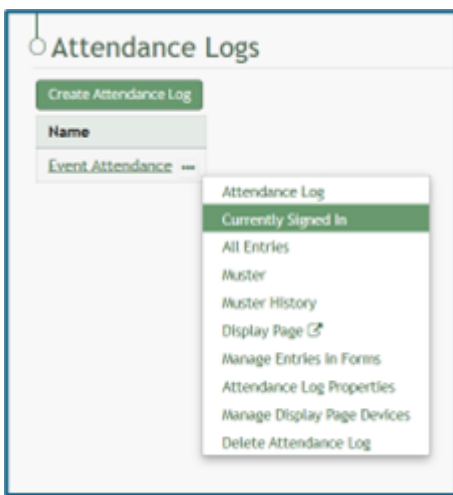 Attendance Logs
Create Attendance Log
Name
Event Attendance ...
Attendance Log
Currently Signed In
All Entries
Muster
Muster History
Display Page
Manage Entries in Forms
Attendance Log Properties
Manage Display Page Devices
Delete Attendance Log